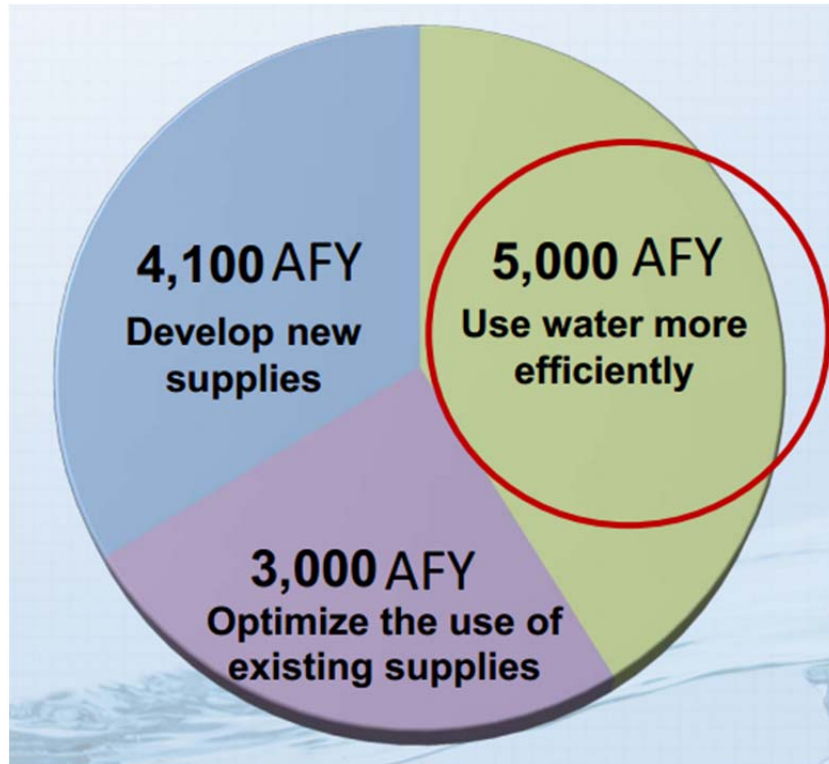 4,100 AFY
Develop new
supplies
5,000 AFY
Use water more
efficiently
3,000 AFY
Optimize the use of
existing supplies